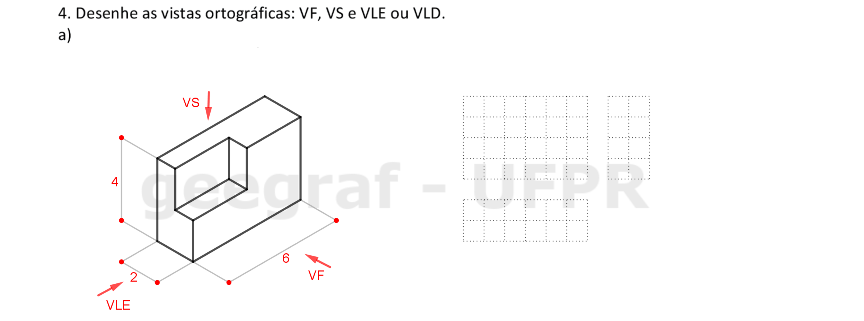 4. Desenhe as vistas ortográficas: VF, VS e VLE ou VLD.
a)
VS
4
geegraf - UFPR
6
2
VF
VLE